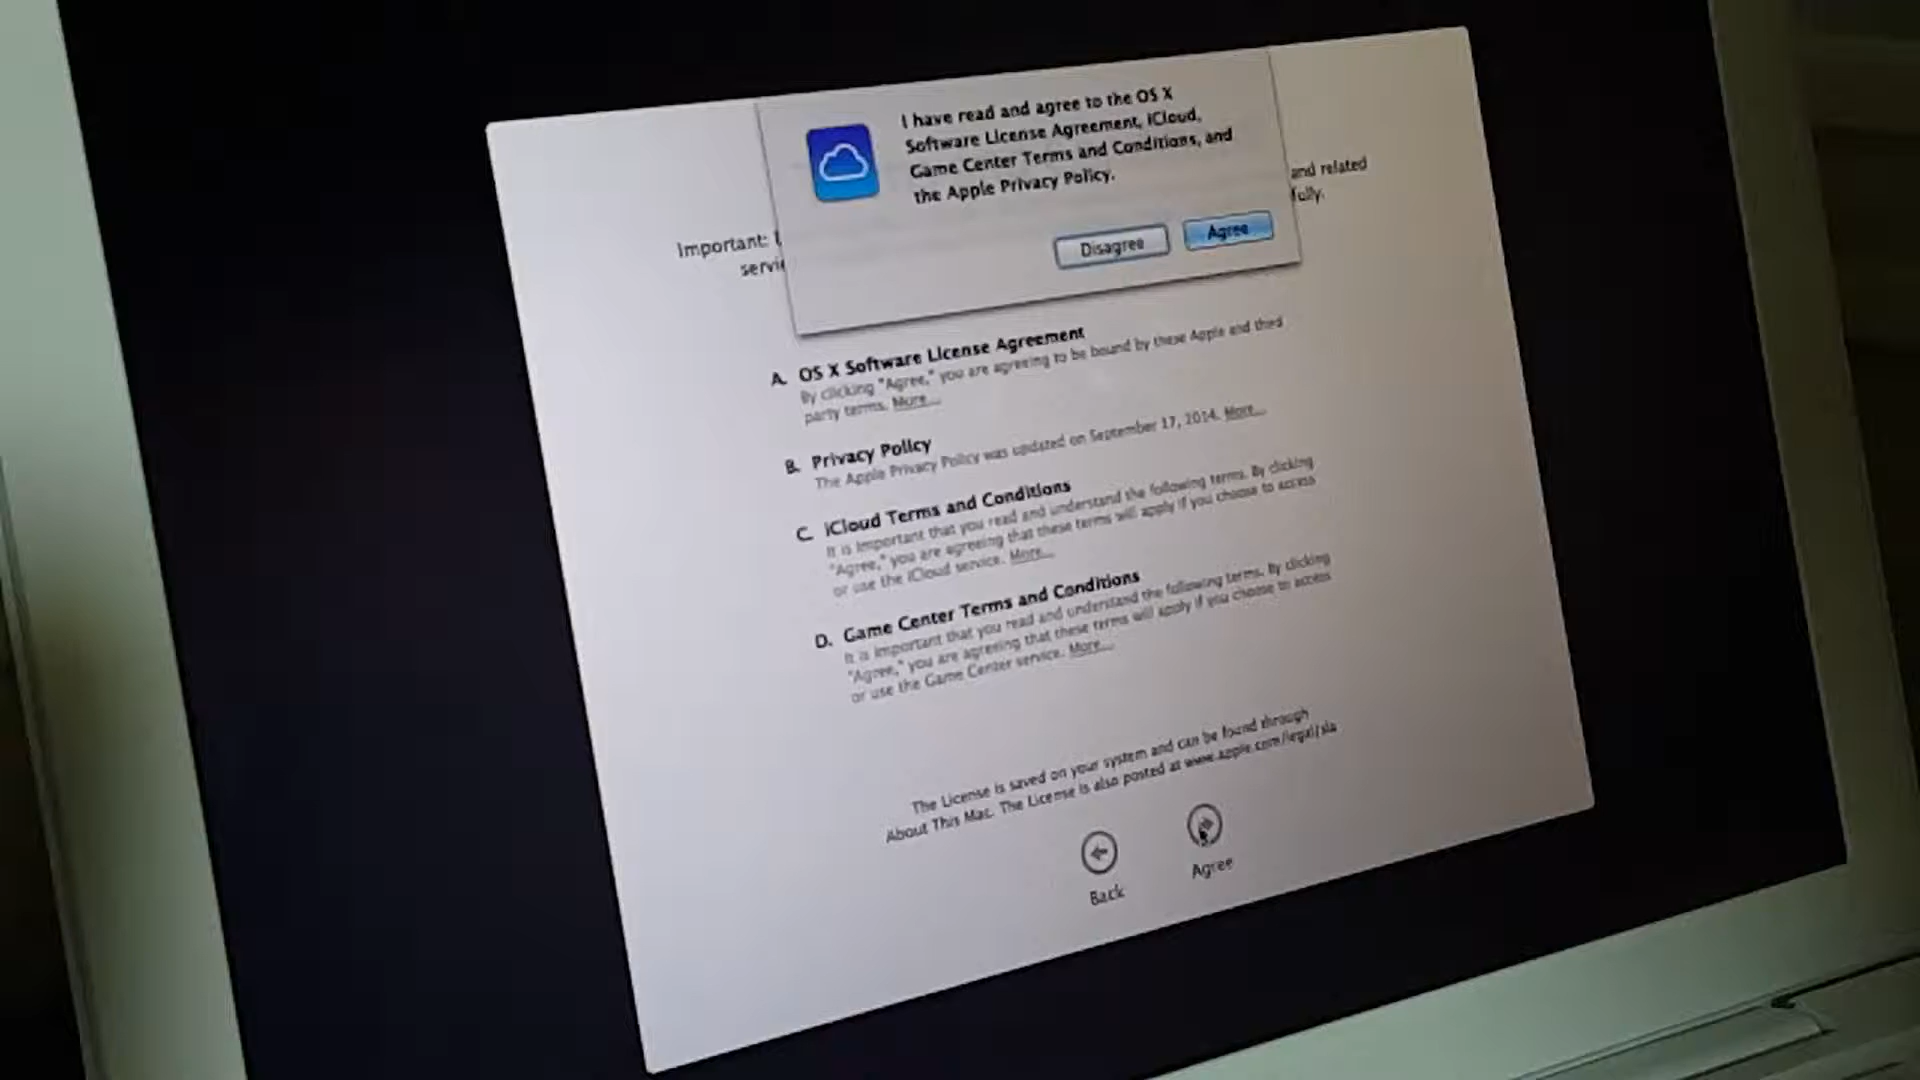 I have read and agree to the OS X
Software License Agreement, iCloud,
Game Center Terms and Conditions, and
the Apple Privacy Policy.
Disagree
Agree
Important:
and related
A. OS X Software License Agreement
By clicking "Agree," you are agreeing to be bound by these Apple and third
party terms. More...
B. Privacy Policy
The Apple Privacy Policy was updated on September 17, 2014. More...
C. iCloud Terms and Conditions
It is important that you read and understand the following terms. By clicking
"Agree," you are agreeing that these terms will apply if you choose to access
or use the iCloud service. More...
D. Game Center Terms and Conditions
It is important that you read and understand the following terms. By clicking
"Agree," you are agreeing that these terms will apply if you choose to access
or use the Game Center service. More...
The License is saved on your system and can be found through
About This Mac. The License is also posted at www.apple.com/legal/sla
Back
Agree